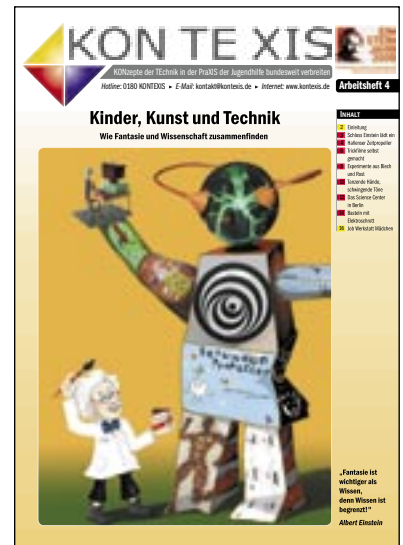 KON TE XIS
KONzepte der TEchnik in der PraXIS der Jugendhilfe bundesweit verbreiten
Hotline: 0180 KONTEXIS ► E-Mail: kontakt@kontexis.de ► Internet: www.kontexis.de
Arbeitsheft 4
Kinder, Kunst und Technik
Wie Fantasie und Wissenschaft zusammenfinden
INHALT
2 Einleitung
Schloss Einstein lädt ein
Hallenser Zeitpropeller
Trickfilme selbst
gemacht
Experimente aus Blech
und Rost
Tanzende Hände,
schwingende Töne
Das Science Center
in Berlin
Basteln mit
Elektroschrott
Job Werkstatt Mädchen
„Fantasie ist
wichtiger als
Wissen,
denn Wissen ist
begrenzt!"
Albert Einstein